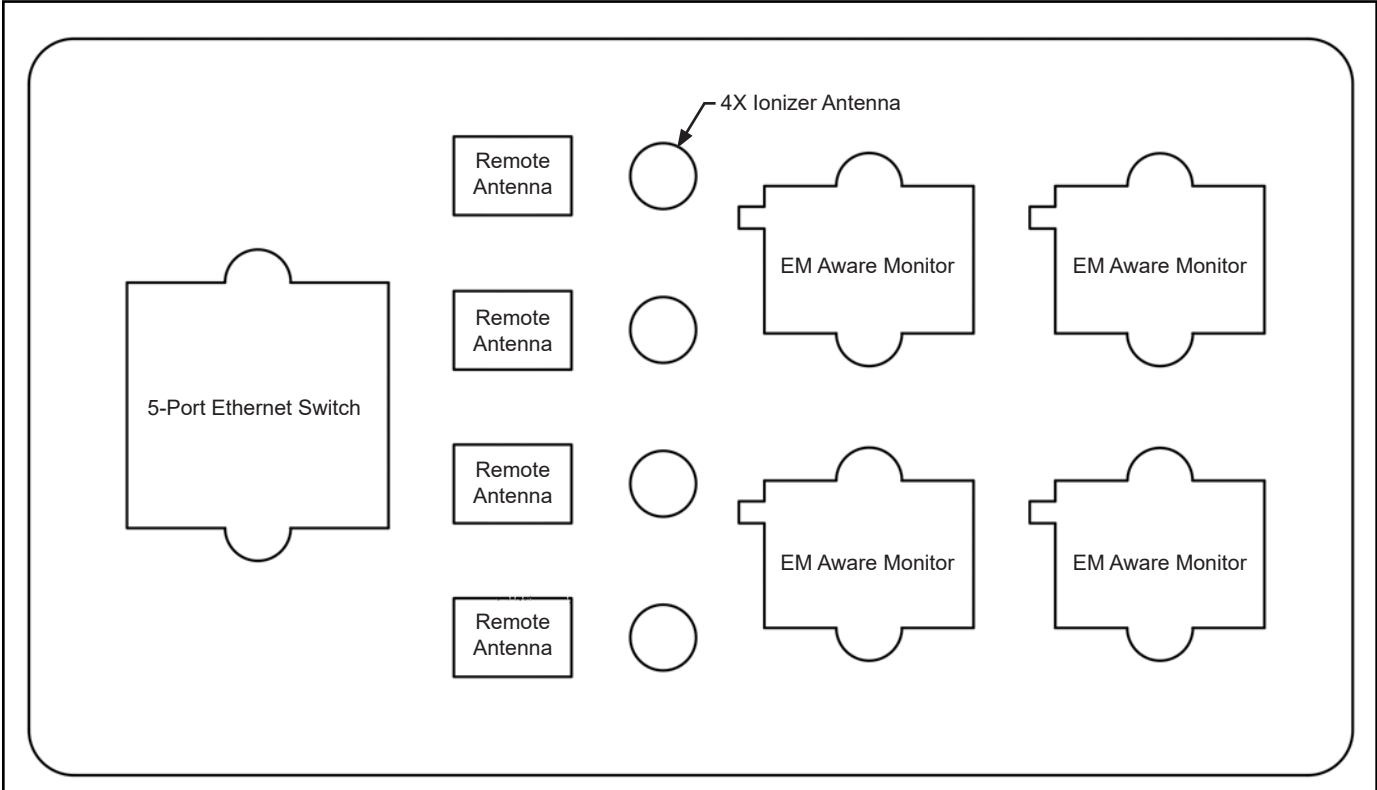 4X Ionizer Antenna
Remote
Antenna
EM Aware Monitor
EM Aware Monitor
Remote
Antenna
5-Port Ethernet Switch
Remote
Antenna
EM Aware Monitor
EM Aware Monitor
Remote
Antenna